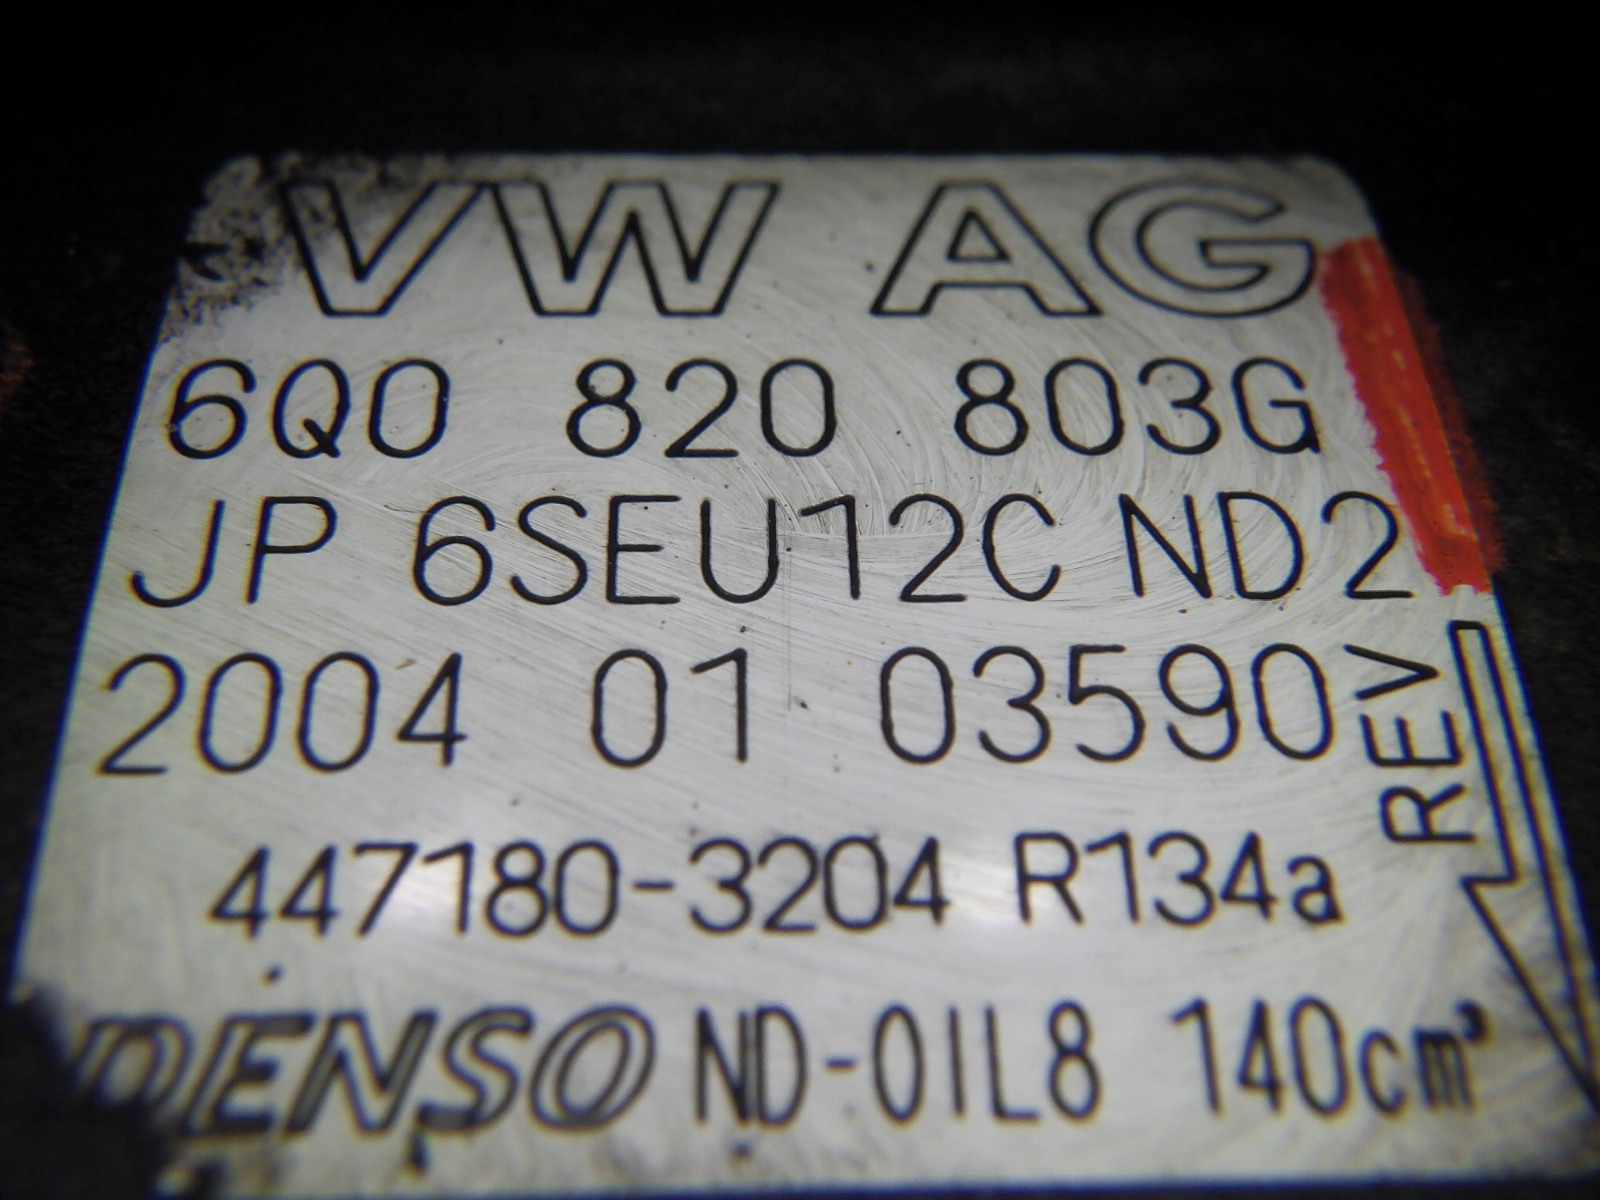 VW AG
6Q0 820 803G
JP 6SEU12C ND2
2004 01 03590
REV
447180-3204 R134a
DENSO ND-OIL8 140cm³